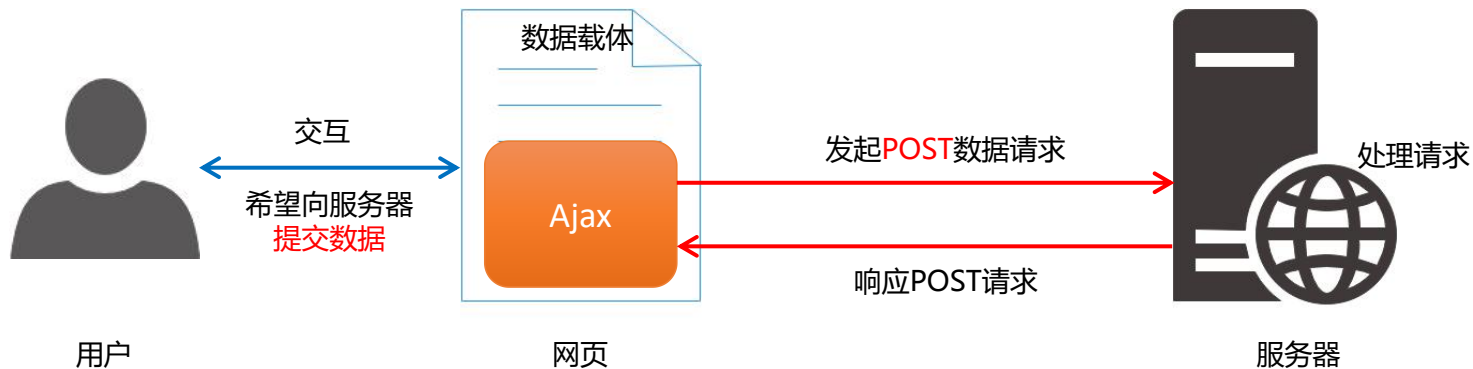 数据载体
交互
希望向服务器
提交数据
Ajax
发起POST数据请求
响应POST请求
处理请求
用户
网页
服务器